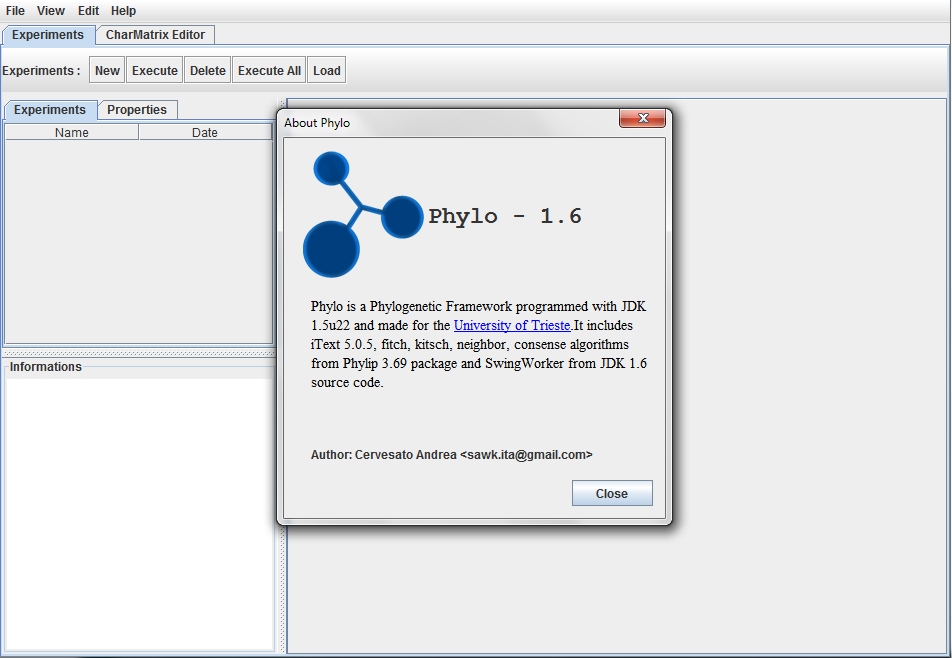 File View Edit Help
Experiments CharMatrix Editor
Experiments : New Execute Delete Execute All Load
Experiments Properties
Name Date
Informations
About Phylo
Phylo - 1.6
Phylo is a Phylogenetic Framework programmed with JDK
1.5u22 and made for the University of Trieste.It includes
iText 5.0.5, fitch, kitsch, neighbor, consense algorithms
from Phylip 3.69 package and SwingWorker from JDK 1.6
source code.
Author: Cervesato Andrea <sawk.ita@gmail.com>
Close